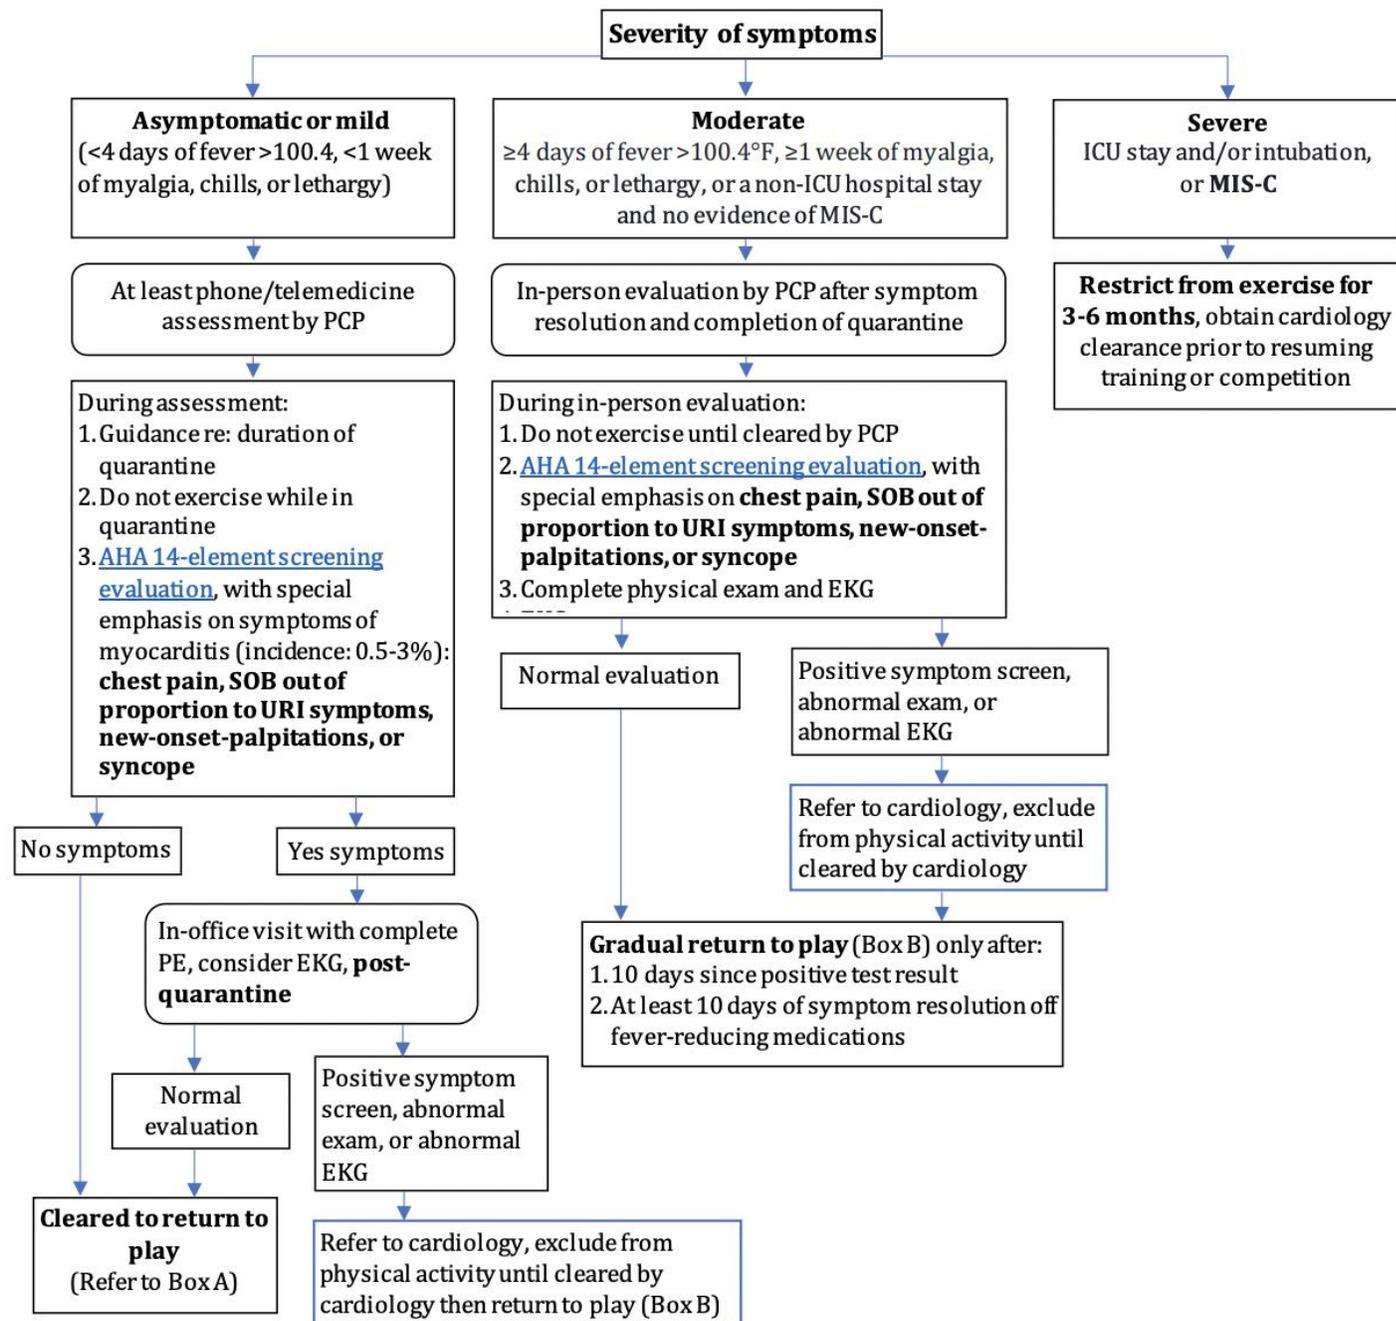 Severity of symptoms
Asymptomatic or mild
(<4 days of fever >100.4, <1 week
of myalgia, chills, or lethargy)
Moderate
≥4 days of fever >100.4°F, ≥1 week of myalgia,
chills, or lethargy, or a non-ICU hospital stay
and no evidence of MIS-C
Severe
ICU stay and/or intubation,
or MIS-C
At least phone/telemedicine
assessment by PCP
In-person evaluation by PCP after symptom
resolution and completion of quarantine
Restrict from exercise for
3-6 months, obtain cardiology
clearance prior to resuming
training or competition
During assessment:
1. Guidance re: duration of
quarantine
2. Do not exercise while in
quarantine
3. AHA 14-element screening
evaluation, with special
emphasis on symptoms of
myocarditis (incidence: 0.5-3%):
chest pain, SOB out of
proportion to URI symptoms,
new-onset-palpitations, or
syncope
During in-person evaluation:
1. Do not exercise until cleared by PCP
2. AHA 14-element screening evaluation, with
special emphasis on chest pain, SOB out of
proportion to URI symptoms, new-onset-
palpitations, or syncope
3. Complete physical exam and EKG
Normal evaluation
Positive symptom screen,
abnormal exam, or
abnormal EKG
Refer to cardiology, exclude
from physical activity until
cleared by cardiology
No symptoms
Yes symptoms
In-office visit with complete
PE, consider EKG, post-
quarantine
Gradual return to play (Box B) only after:
1. 10 days since positive test result
2. At least 10 days of symptom resolution off
fever-reducing medications
Normal
evaluation
Positive symptom
screen, abnormal
exam, or abnormal
EKG
Cleared to return to
play
(Refer to Box A)
Refer to cardiology, exclude from
physical activity until cleared by
cardiology then return to play (Box B)